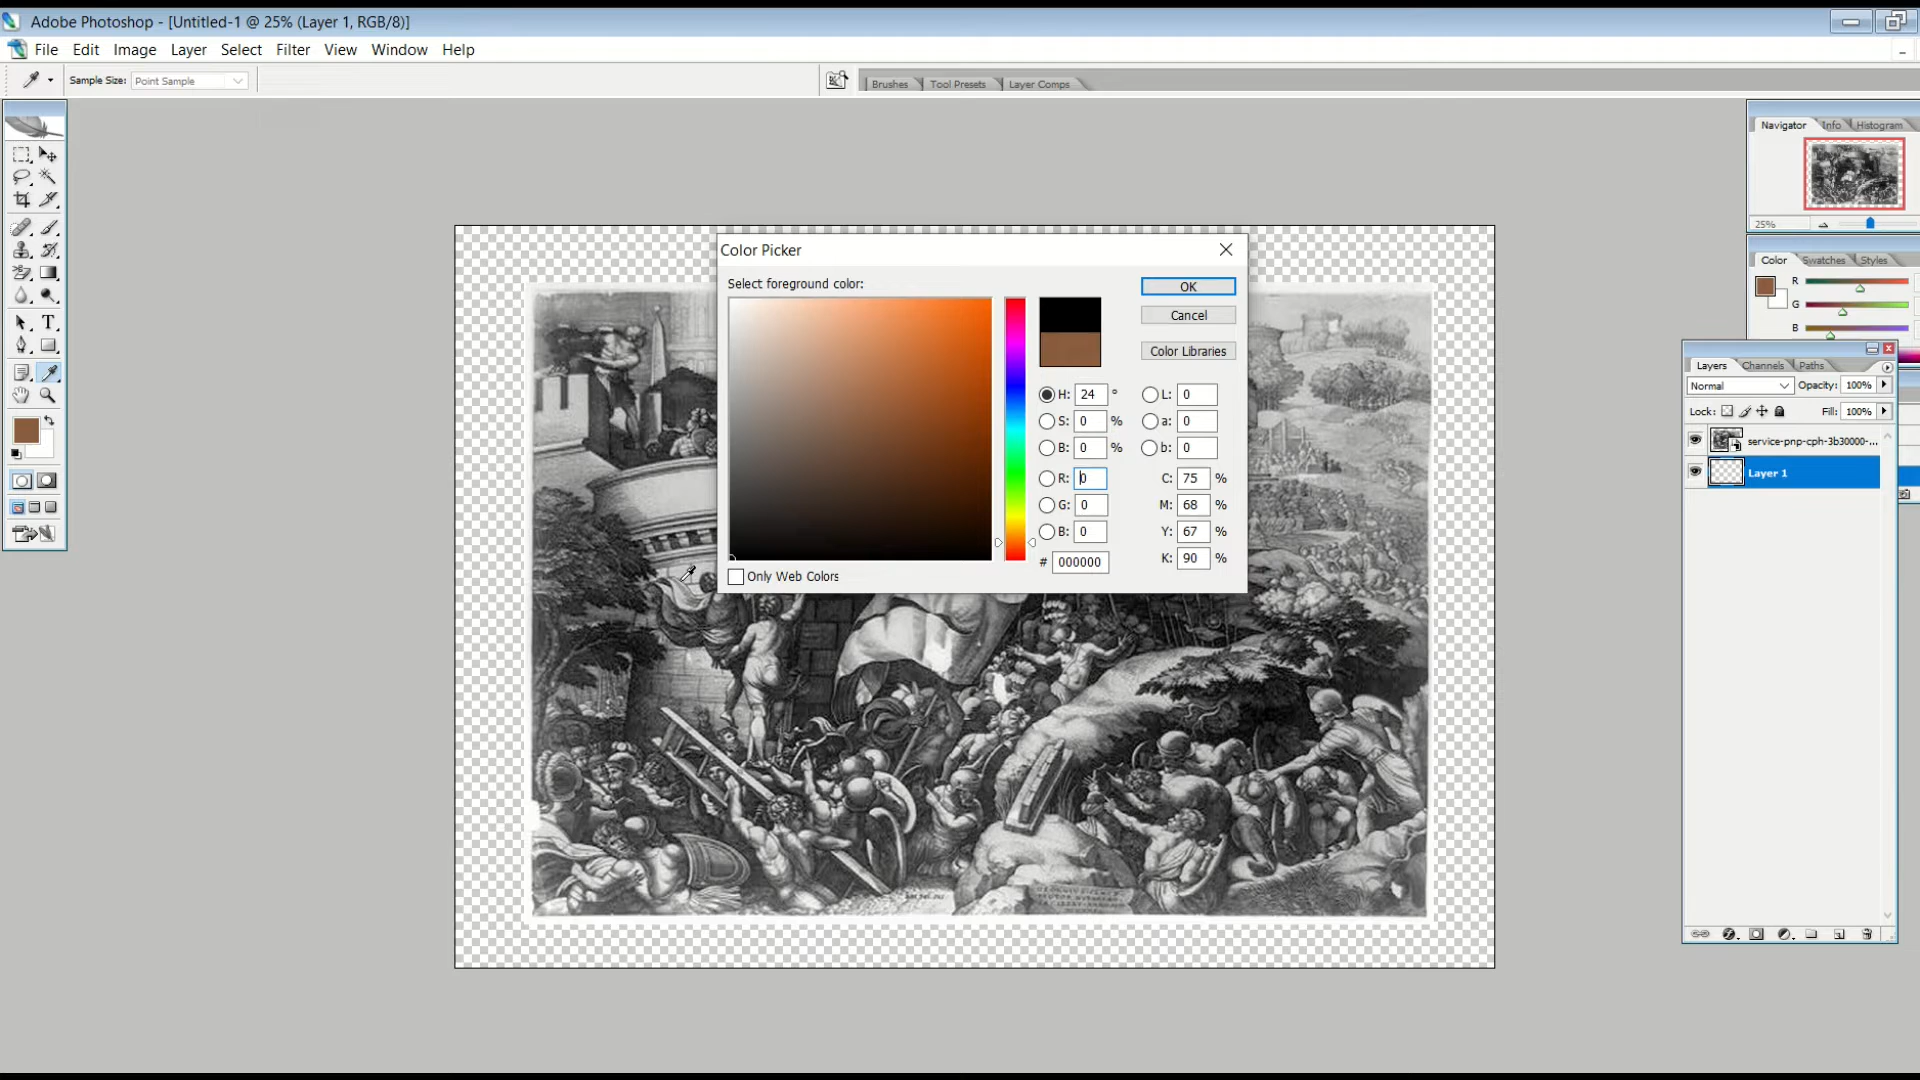 Adobe Photoshop - [Untitled-1 @ 25% (Layer 1, RGB/8)]
File Edit Image Layer Select Filter View Window Help
Sample Size: Point Sample
Brushes Tool Presets Layer Comps
Navigator Info Histogram
25%
Color Swatches Styles
R
G
B
Color Picker
Select foreground color:
OK
Cancel
Color Libraries
H: 24 °
S: 0 %
B: 0 %
R: 0
G: 0
B: 0
# 000000
L: 0
a: 0
b: 0
C: 75 %
M: 68 %
Y: 67 %
K: 90 %
Only Web Colors
Layers Channels Paths
Normal Opacity: 100%
Lock: Fill: 100%
service-pnp-cph-3b30000-...
Layer 1